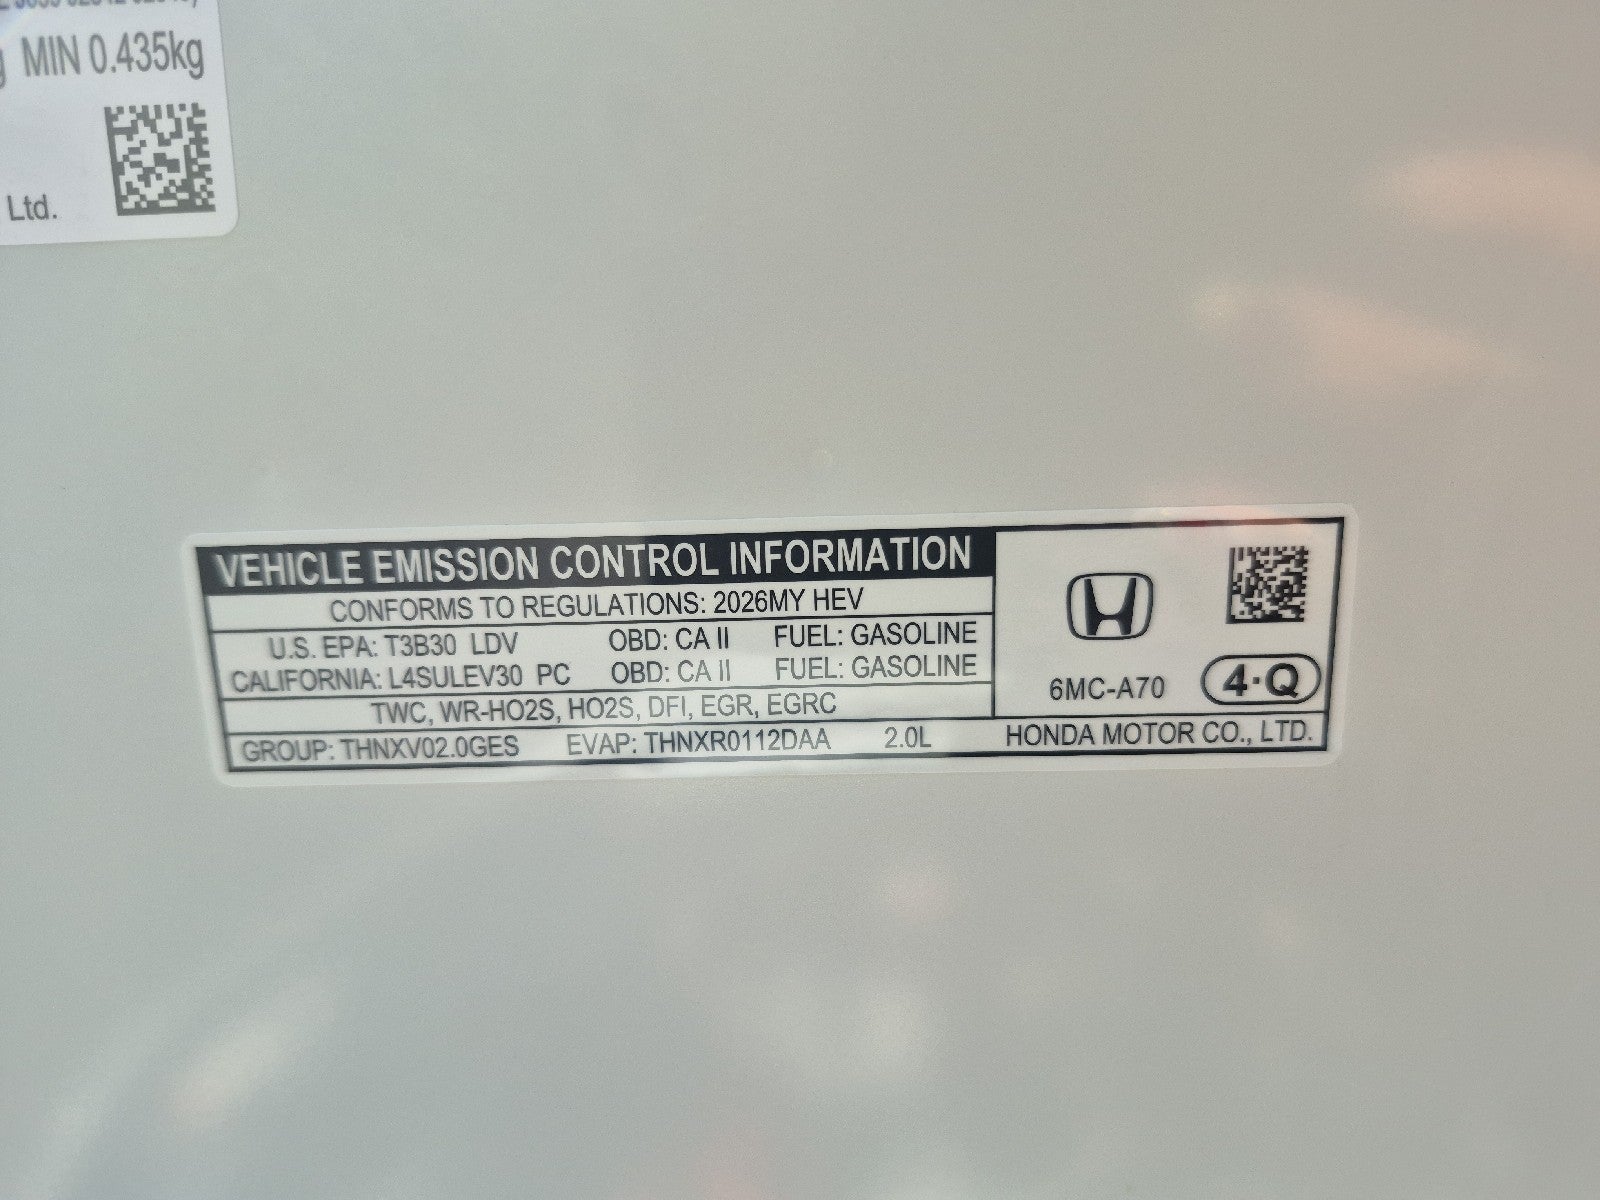 MIN 0.435kg
Ltd.
VEHICLE EMISSION CONTROL INFORMATION
CONFORMS TO REGULATIONS: 2026MY HEV
U.S. EPA: T3B30 LDV OBD: CA II FUEL: GASOLINE
CALIFORNIA: L4SULEV30 PC OBD: CA II FUEL: GASOLINE
TWC, WR-HO2S, HO2S, DFI, EGR, EGRC
GROUP: THNXV02.0GES EVAP: THNXR0112DAA 2.0L
6MC-A70 4·Q
HONDA MOTOR CO., LTD.